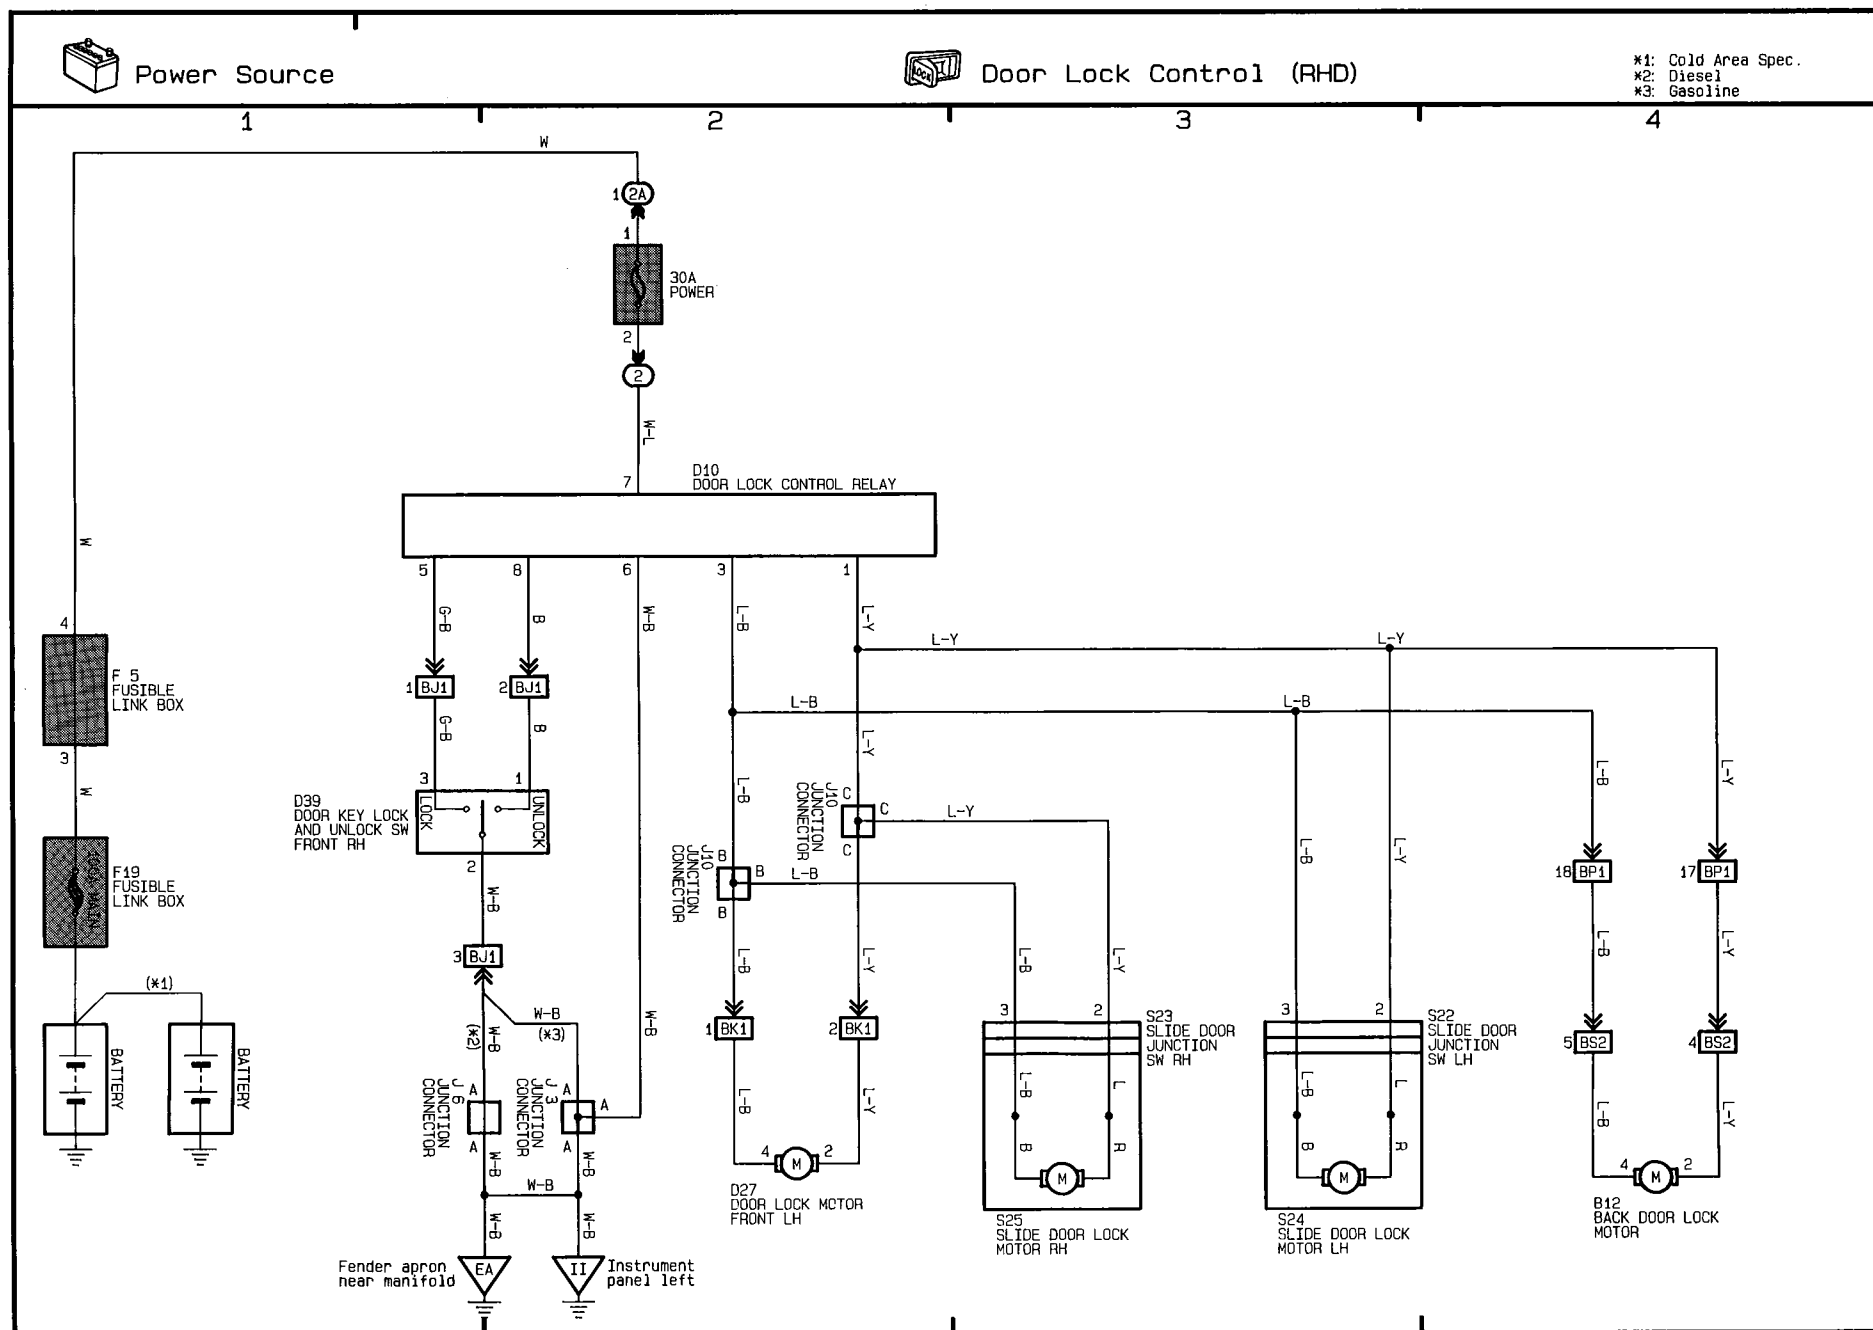 Power Source
Door Lock Control (RHD)
*1: Cold Area Spec.
*2: Diesel
*3: Gasoline
1
2
3
4
W
1 2A
1
30A
POWER
2
2
W-L
7
D10
DOOR LOCK CONTROL RELAY
5
8
6
3
1
W
G-B
B
W-B
L-B
L-Y
4
F 5
FUSIBLE
LINK BOX
3
W
L-Y
L-Y
1 BJ1
2 BJ1
L-B
L-B
G-B
B
L-Y
L-B
L-B
L-Y
3
1
D39
DOOR KEY LOCK
AND UNLOCK SW
FRONT RH
LOCK
UNLOCK
2
J10
JUNCTION
CONNECTOR
C
C
C
L-Y
J10
JUNCTION
CONNECTOR
B
B
B
L-B
L-B
L-Y
100A MAIN
F19
FUSIBLE
LINK BOX
W-B
18 BP1
17 BP1
3 BJ1
L-B
L-Y
L-B
L-Y
L-B
L-Y
(*1)
W-B
(*3)
W-B
(*2)
W-B
1 BK1
2 BK1
3
2
S23
SLIDE DOOR
JUNCTION
SW RH
3
2
S22
SLIDE DOOR
JUNCTION
SW LH
5 BS2
4 BS2
BATTERY
BATTERY
J 6
JUNCTION
CONNECTOR
A
A
J 3
JUNCTION
CONNECTOR
A
A
A
L-B
L-Y
L-B
L
L-B
L
L-B
L-Y
B
R
B
R
W-B
W-B
W-B
4
M
2
D27
DOOR LOCK MOTOR
FRONT LH
M
M
4
M
2
B12
BACK DOOR LOCK
MOTOR
S25
SLIDE DOOR LOCK
MOTOR RH
S24
SLIDE DOOR LOCK
MOTOR LH
W-B
W-B
Fender apron
near manifold
EA
II
Instrument
panel left